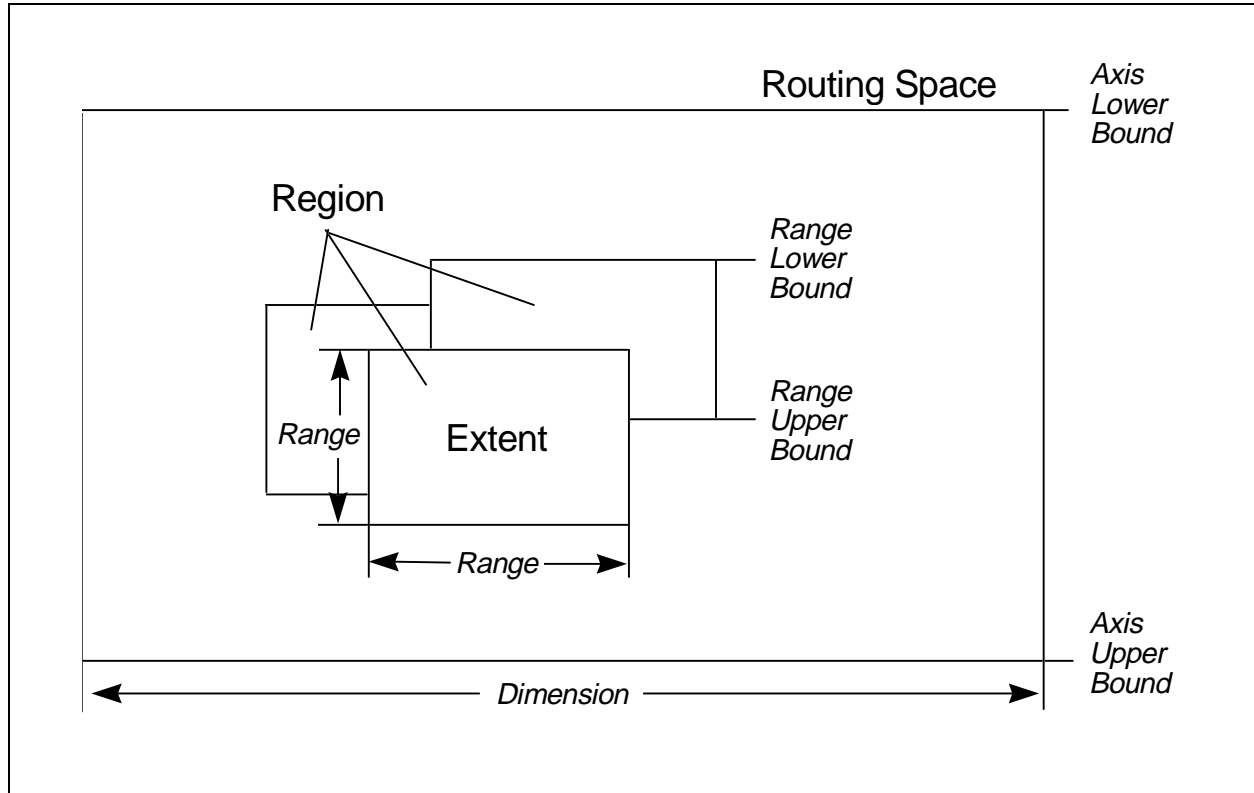 Routing Space
Axis
Lower
Bound
Region
Range
Lower
Bound
Range
Upper
Bound
Range
Extent
Range
Axis
Upper
Bound
Dimension